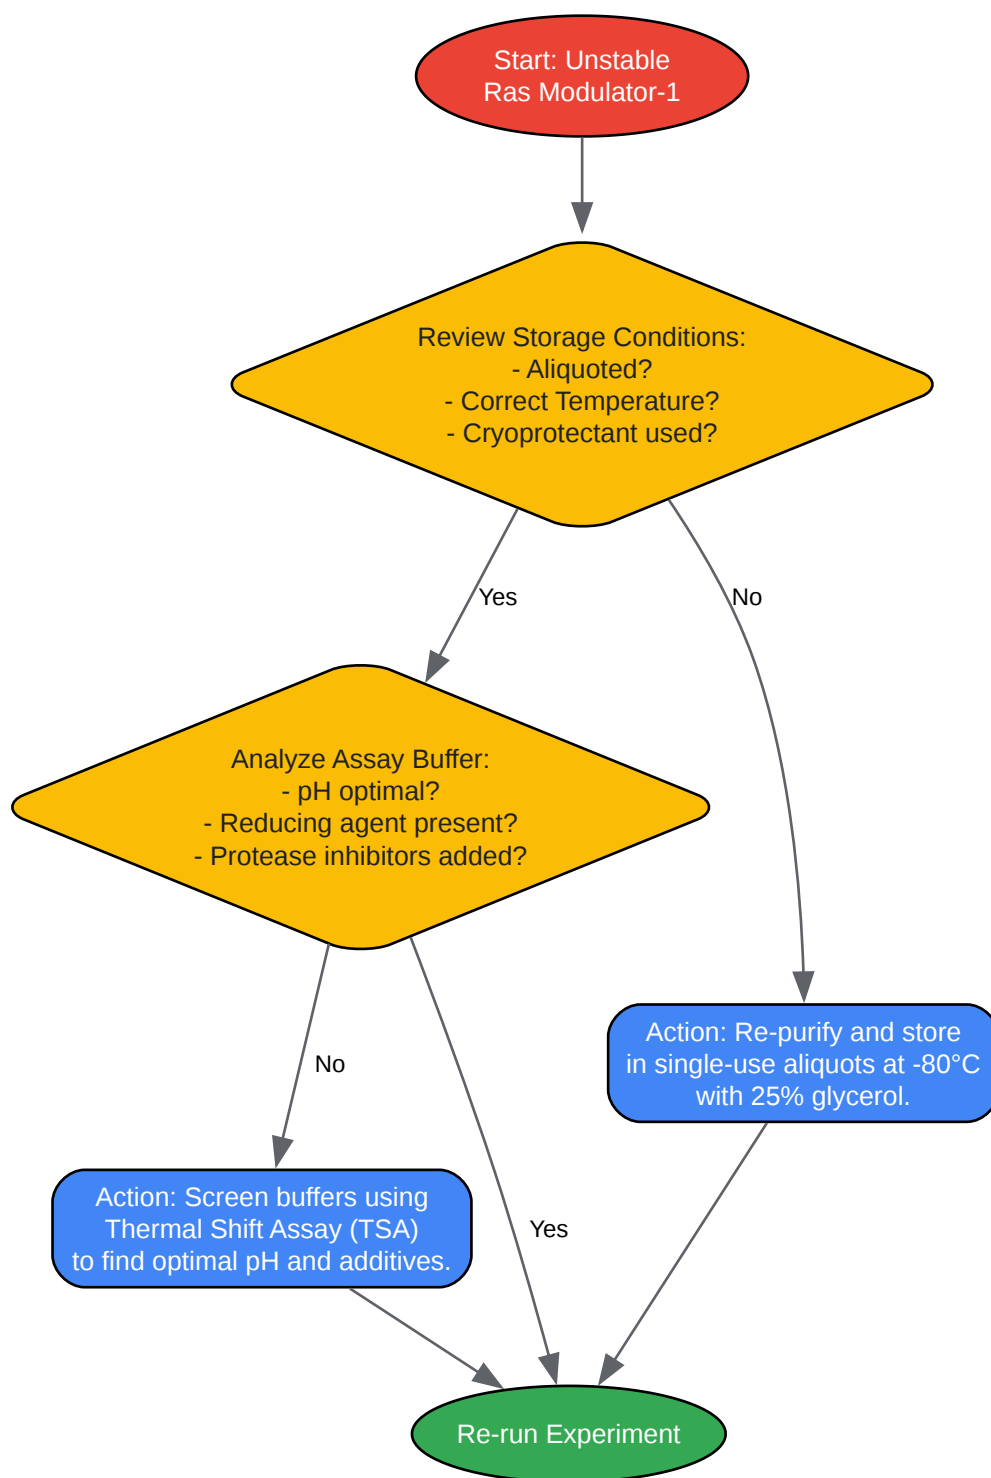 Start: Unstable
Ras Modulator-1
Review Storage Conditions:
- Aliquoted?
- Correct Temperature?
- Cryoprotectant used?
Yes
No
Analyze Assay Buffer:
- pH optimal?
- Reducing agent present?
- Protease inhibitors added?
No
Yes
Action: Re-purify and store
in single-use aliquots at -80°C
with 25% glycerol.
Action: Screen buffers using
Thermal Shift Assay (TSA)
to find optimal pH and additives.
Re-run Experiment